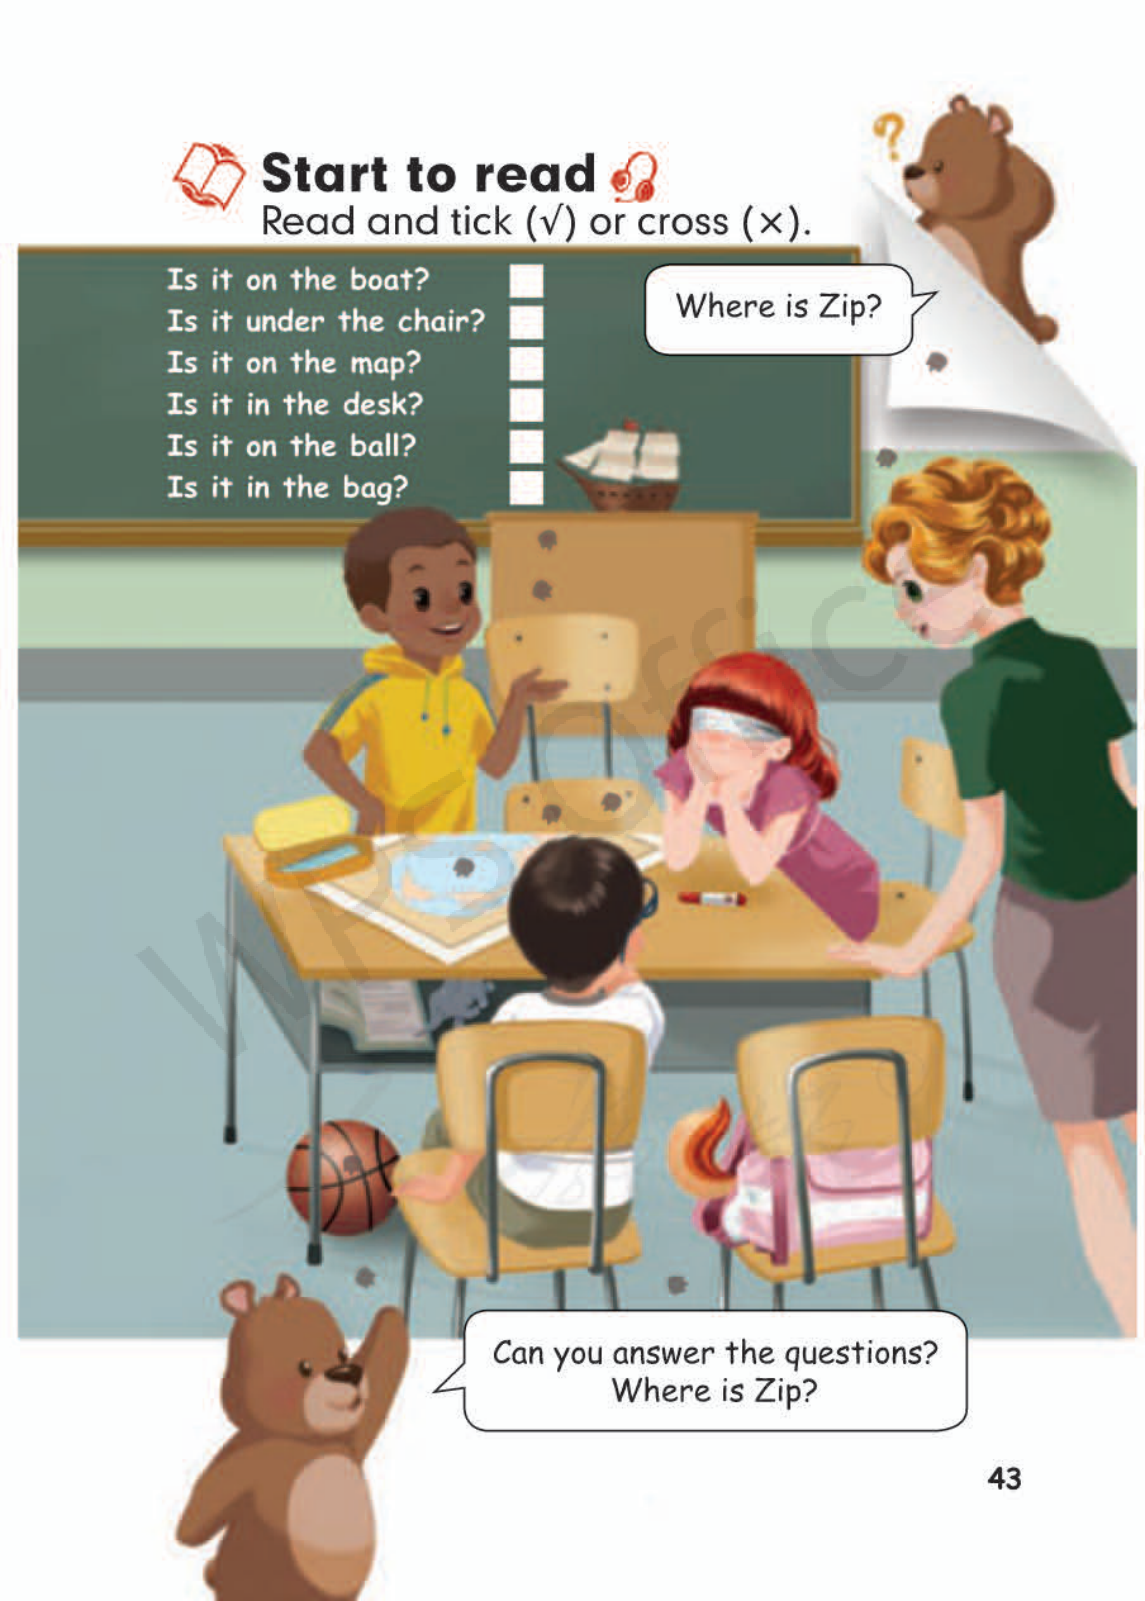 Start to read
Read and tick (√) or cross (×).
Is it on the boat?
Is it under the chair?
Is it on the map?
Is it in the desk?
Is it on the ball?
Is it in the bag?
?
Where is Zip?
WPS Office
Can you answer the questions?
Where is Zip?
43